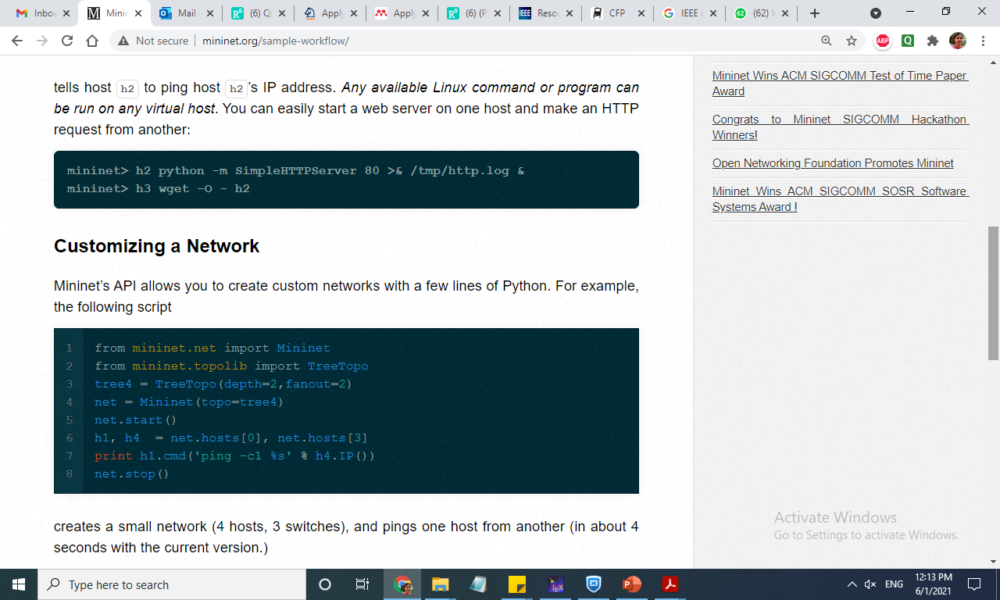 Inbo
Minin
Mail
(6) Q
Apply
Apply
(6) (P
IEEE Reso
CFP
IEEE c
62 (62) \
Not secure mininet.org/sample-workflow/
ABP
Q
tells host h2 to ping host h2 's IP address. Any available Linux command or program can
be run on any virtual host. You can easily start a web server on one host and make an HTTP
request from another:
mininet> h2 python -m SimpleHTTPServer 80 >& /tmp/http.log &
mininet> h3 wget -O - h2
Customizing a Network
Mininet’s API allows you to create custom networks with a few lines of Python. For example,
the following script
1 from mininet.net import Mininet
2 from mininet.topolib import TreeTopo
3 tree4 = TreeTopo(depth=2,fanout=2)
4 net = Mininet(topo=tree4)
5 net.start()
6 h1, h4  = net.hosts[0], net.hosts[3]
7 print h1.cmd('ping -c1 %s' % h4.IP())
8 net.stop()
creates a small network (4 hosts, 3 switches), and pings one host from another (in about 4
seconds with the current version.)
Mininet Wins ACM SIGCOMM Test of Time Paper
Award
Congrats to Mininet SIGCOMM Hackathon
Winners!
Open Networking Foundation Promotes Mininet
Mininet Wins ACM SIGCOMM SOSR Software
Systems Award !
Activate Windows
Go to Settings to activate Windows.
Type here to search
ENG
12:13 PM
6/1/2021